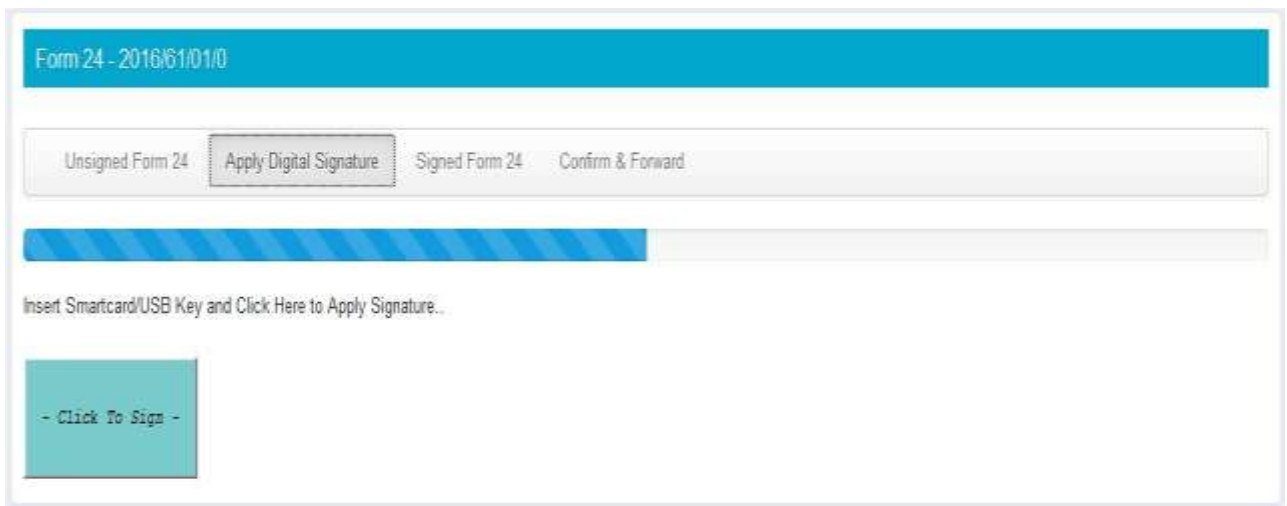 Form 24 - 2016/61/01/0
Unsigned Form 24 Apply Digital Signature Signed Form 24 Confirm & Forward
Insert Smartcard/USB Key and Click Here to Apply Signature..
- Click To Sign -